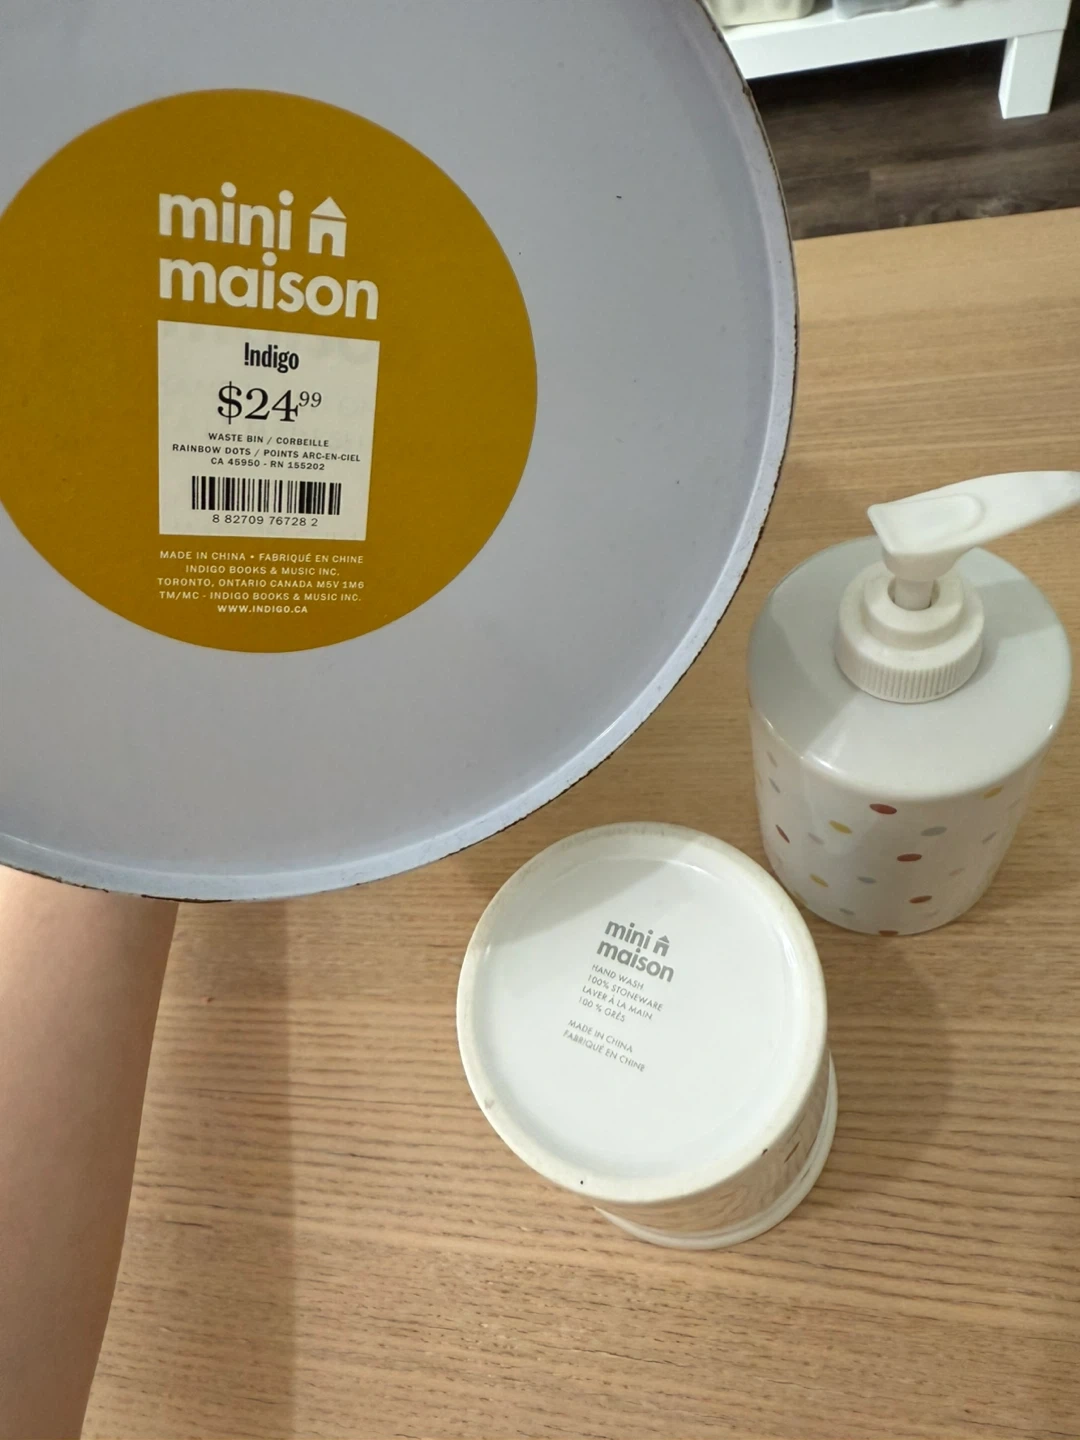 mini
maison
!ndigo
$24.99
WASTE BIN / CORBEILLE
RAINBOW DOTS / POINTS ARC-EN-CIEL
CA 45950 - RN 155202
8 82709 76728 2
MADE IN CHINA • FABRIQUÉ EN CHINE
INDIGO BOOKS & MUSIC INC.
TORONTO, ONTARIO CANADA M5V 1M6
TM/MC - INDIGO BOOKS & MUSIC INC.
WWW.INDIGO.CA
mini
maison
HAND WASH
100% STONEWARE
LAVER À LA MAIN
100 % GRÈS
MADE IN CHINA
FABRIQUÉ EN CHINE